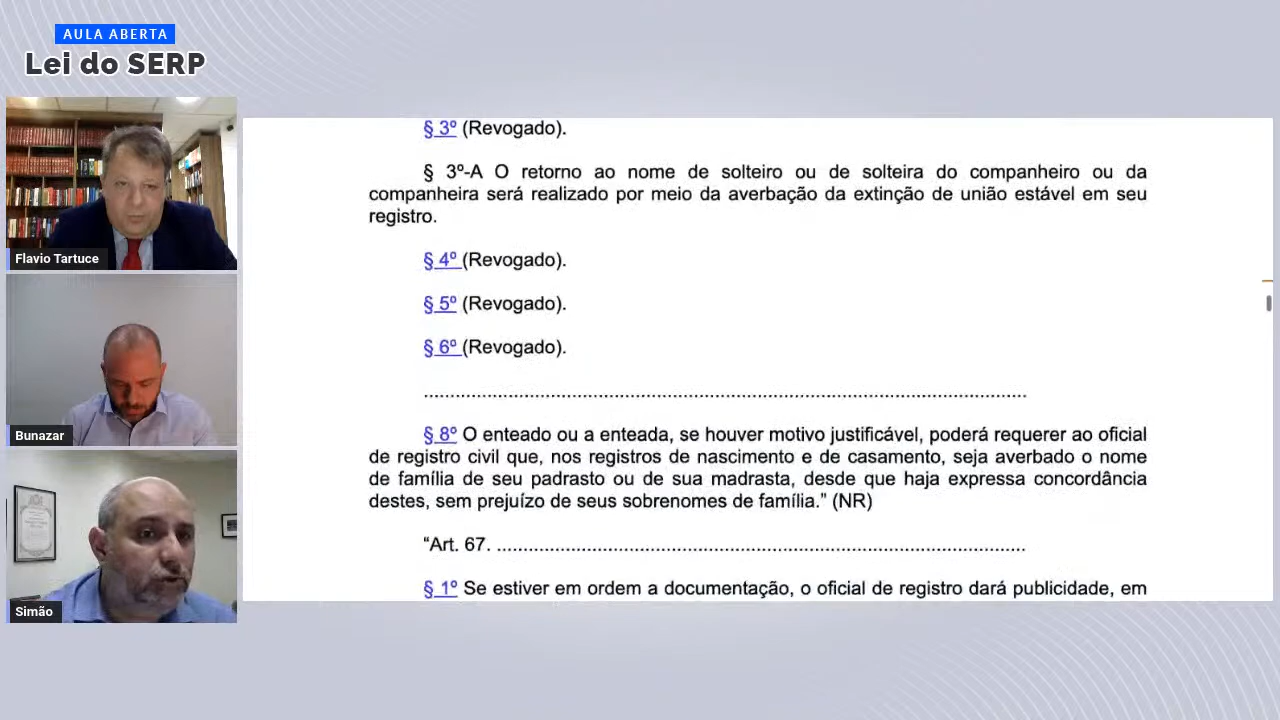 AULA ABERTA
Lei do SERP
Flavio Tartuce
Bunazar
Simão
§ 3º (Revogado).
§ 3º-A O retorno ao nome de solteiro ou de solteira do companheiro ou da
companheira será realizado por meio da averbação da extinção de união estável em seu
registro.
§ 4º (Revogado).
§ 5º (Revogado).
§ 6º (Revogado).
....................................................................................................................
§ 8º O enteado ou a enteada, se houver motivo justificável, poderá requerer ao oficial
de registro civil que, nos registros de nascimento e de casamento, seja averbado o nome
de família de seu padrasto ou de sua madrasta, desde que haja expressa concordância
destes, sem prejuízo de seus sobrenomes de família.” (NR)
“Art. 67. ....................................................................................................
§ 1º Se estiver em ordem a documentação, o oficial de registro dará publicidade, em